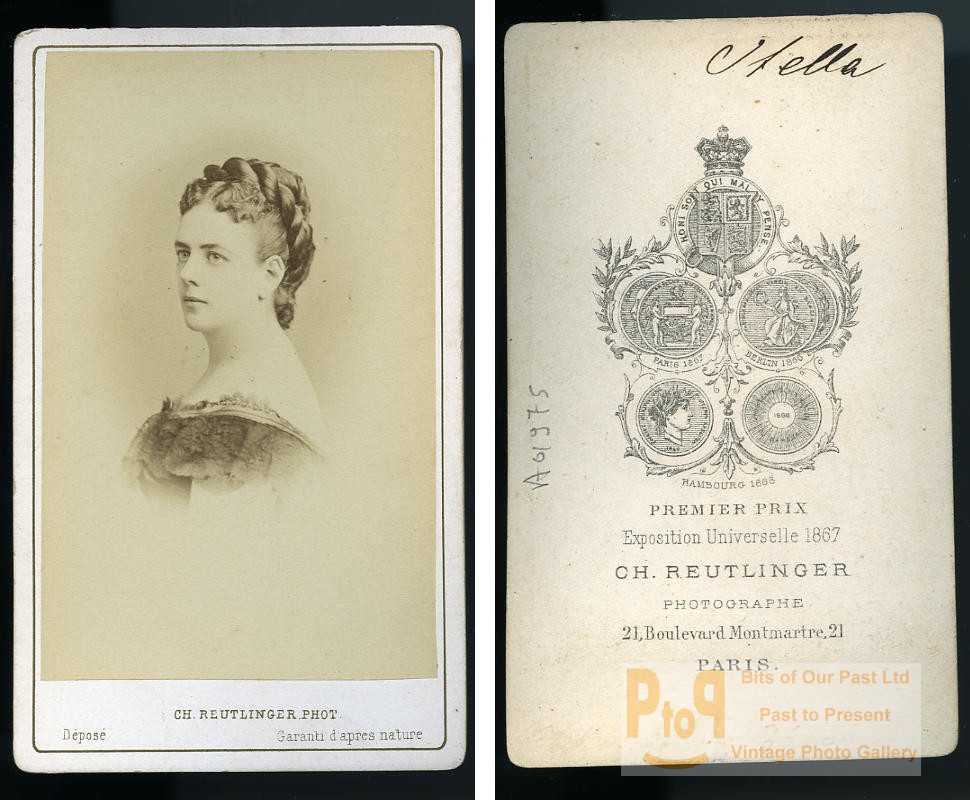 CH. REUTLINGER. PHOT.
Déposé
Garanti d'apres nature
Stella
HONI SOIT QUI MAL Y PENSE
PARIS 1867
BERLIN 1865
1868
HAMBOURG 1868
PREMIER PRIX
Exposition Universelle 1867
CH. REUTLINGER
PHOTOGRAPHE
21, Boulevard Montmartre, 21
PARIS.
PtoP
Bits of Our Past Ltd
Past to Present
Vintage Photo Gallery